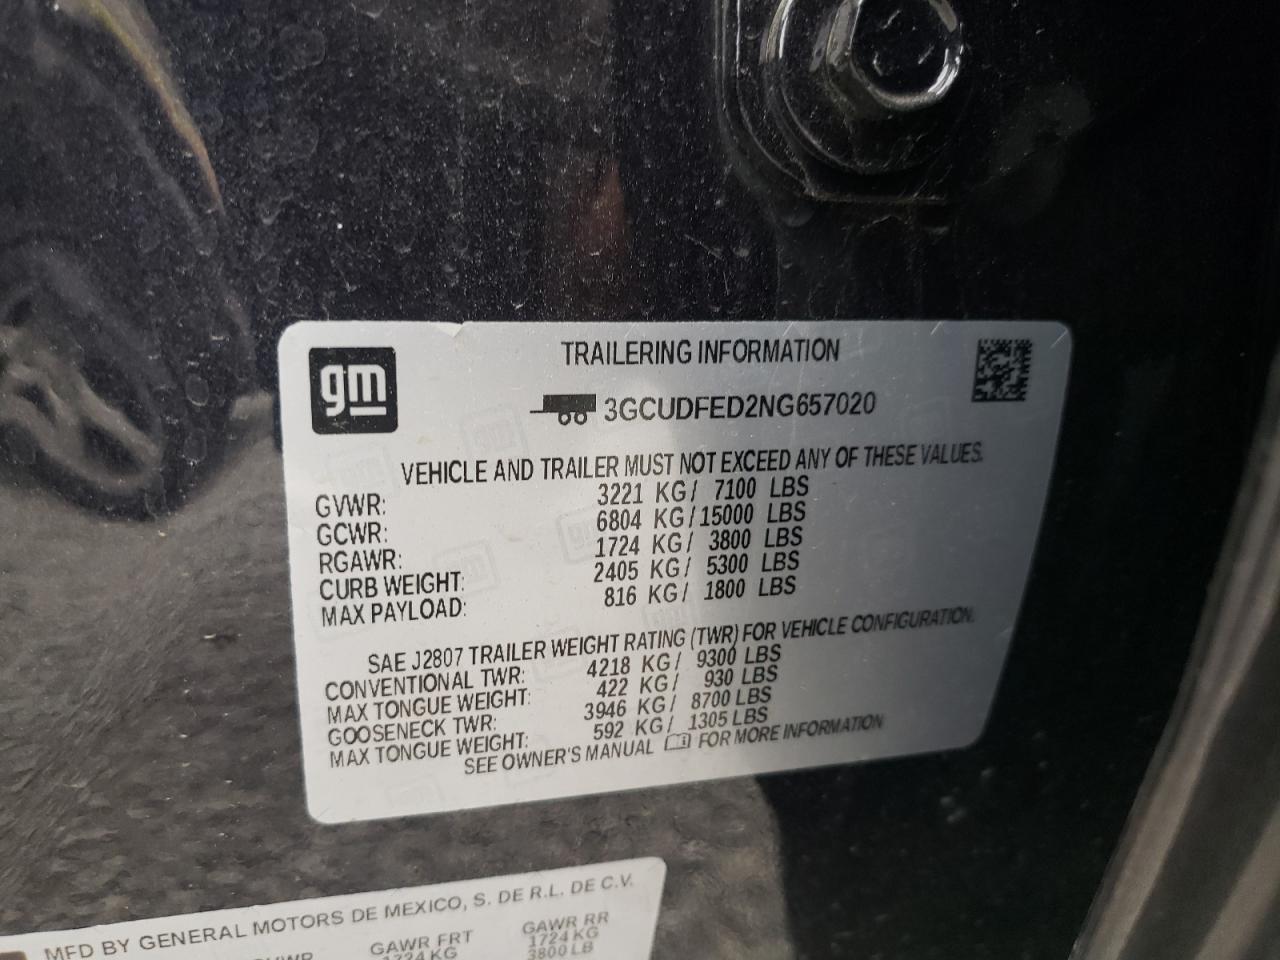 gm
TRAILERING INFORMATION
3GCUDFED2NG657020
VEHICLE AND TRAILER MUST NOT EXCEED ANY OF THESE VALUES.
GVWR: 3221 KG/ 7100 LBS
GCWR: 6804 KG/15000 LBS
RGAWR: 1724 KG/ 3800 LBS
CURB WEIGHT: 2405 KG/ 5300 LBS
MAX PAYLOAD: 816 KG/ 1800 LBS
SAE J2807 TRAILER WEIGHT RATING (TWR) FOR VEHICLE CONFIGURATION.
CONVENTIONAL TWR: 4218 KG/ 9300 LBS
MAX TONGUE WEIGHT: 422 KG/ 930 LBS
GOOSENECK TWR: 3946 KG/ 8700 LBS
MAX TONGUE WEIGHT: 592 KG/ 1305 LBS
SEE OWNER'S MANUAL FOR MORE INFORMATION
MFD BY GENERAL MOTORS DE MEXICO, S. DE R.L. DE C.V.
GVWR GAWR FRT GAWR RR
1724 KG 1724 KG
3800 LB